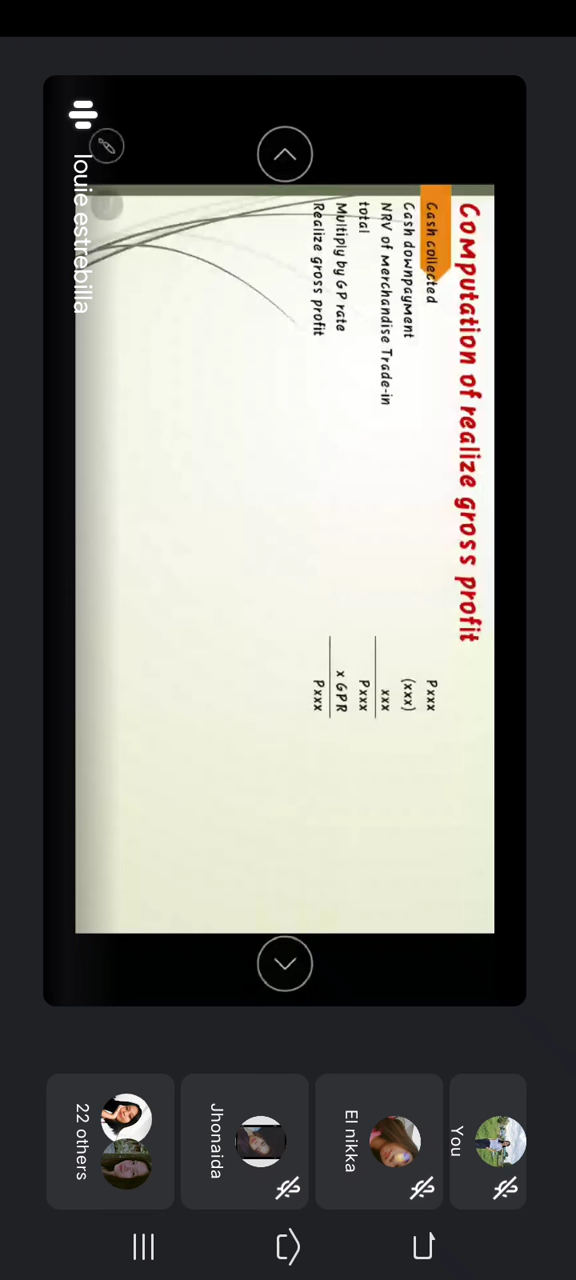 Computation of realize gross profit
Cash collected Pxxx
Cash downpayment (xxx)
NRV of Merchandise Trade-in xxx
total Pxxx
Multiply by GP rate x GPR
Realize gross profit Pxxx
louie estrebilla
You
El nikka
Jhonaida
22 others